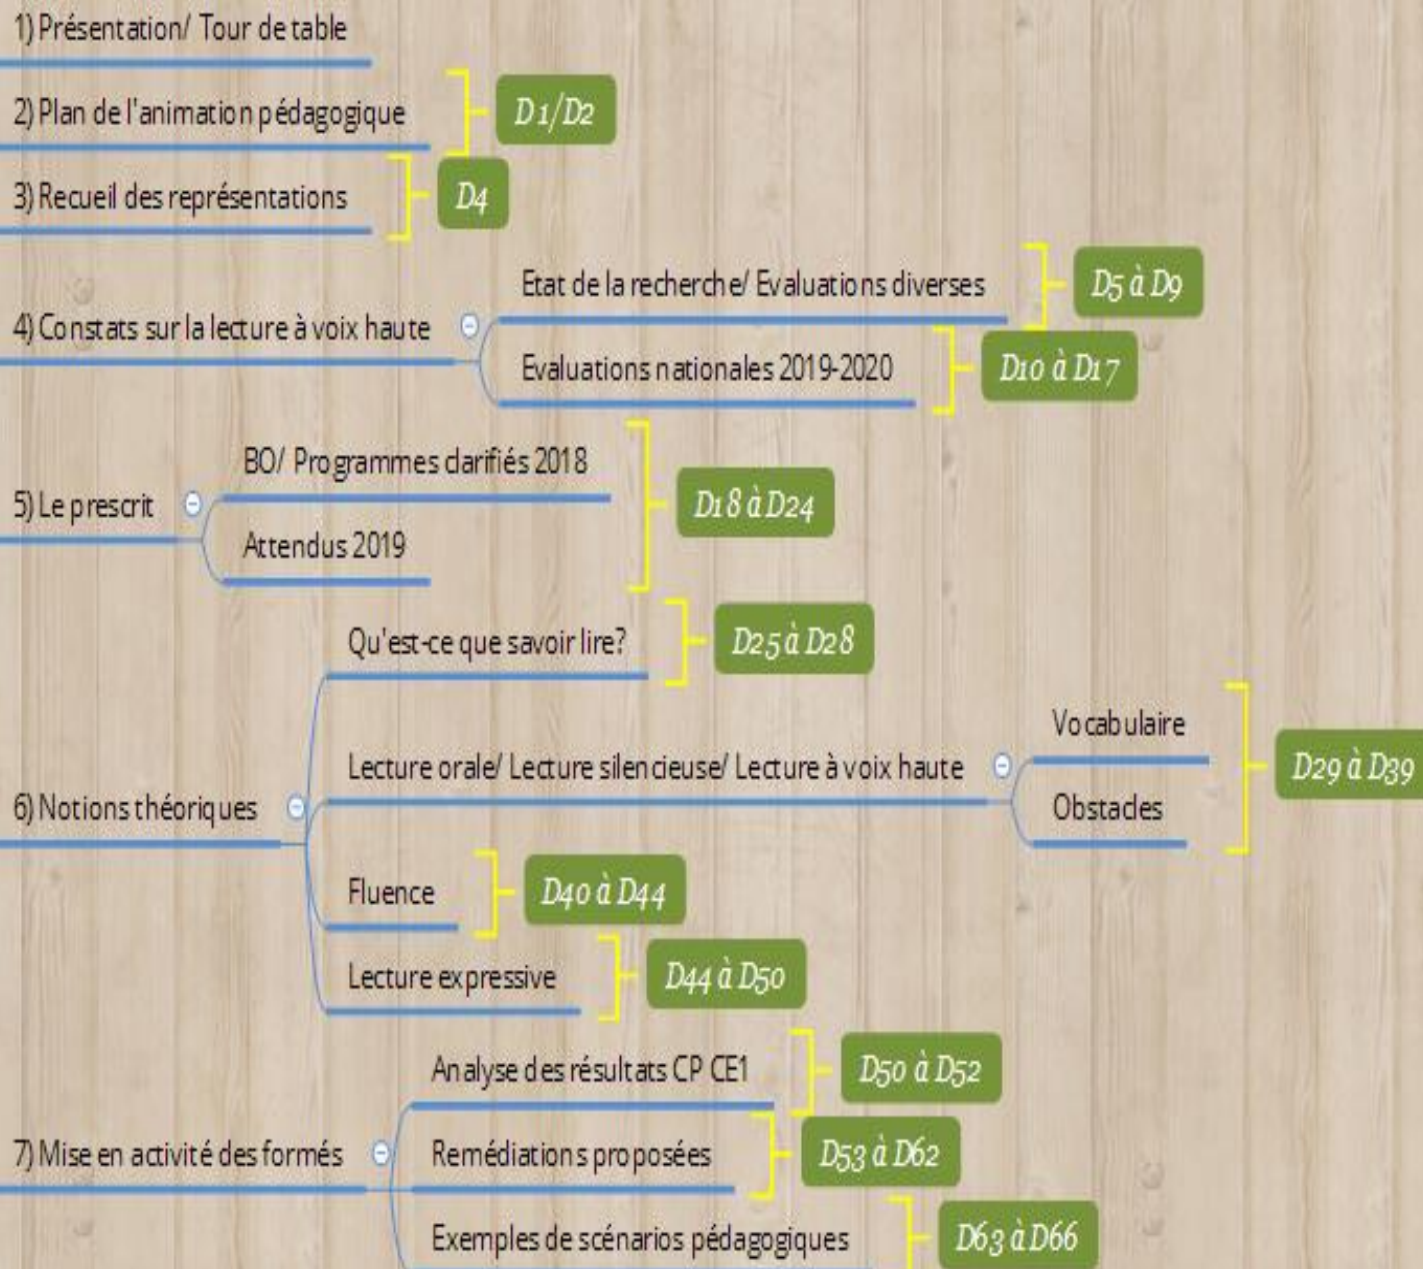 1) Présentation/ Tour de table
2) Plan de l'animation pédagogique
D 1/D2
3) Recueil des représentations
D4
4) Constats sur la lecture à voix haute
Etat de la recherche/ Evaluations diverses
D5 à D9
Evaluations nationales 2019-2020
D10 à D17
5) Le prescrit
BO/ Programmes clarifiés 2018
Attendus 2019
D18 à D24
6) Notions théoriques
Qu'est-ce que savoir lire?
D25 à D28
Lecture orale/ Lecture silencieuse/ Lecture à voix haute
Vocabulaire
Obstacles
D29 à D39
Fluence
D40 à D44
Lecture expressive
D44 à D50
7) Mise en activité des formés
Analyse des résultats CP CE1
D50 à D52
Remédiations proposées
D53 à D62
Exemples de scénarios pédagogiques
D63 à D66